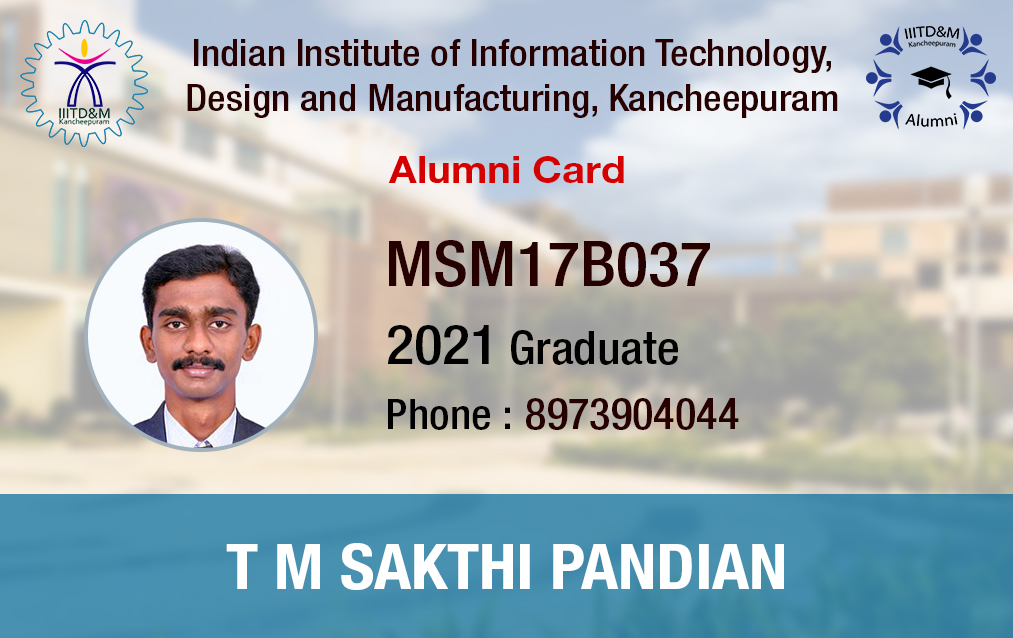 IIITD&M
Kancheepuram
Indian Institute of Information Technology,
Design and Manufacturing, Kancheepuram
IIITD&M
Kancheepuram
Alumni
Alumni Card
MSM17B037
2021 Graduate
Phone : 8973904044
T M SAKTHI PANDIAN